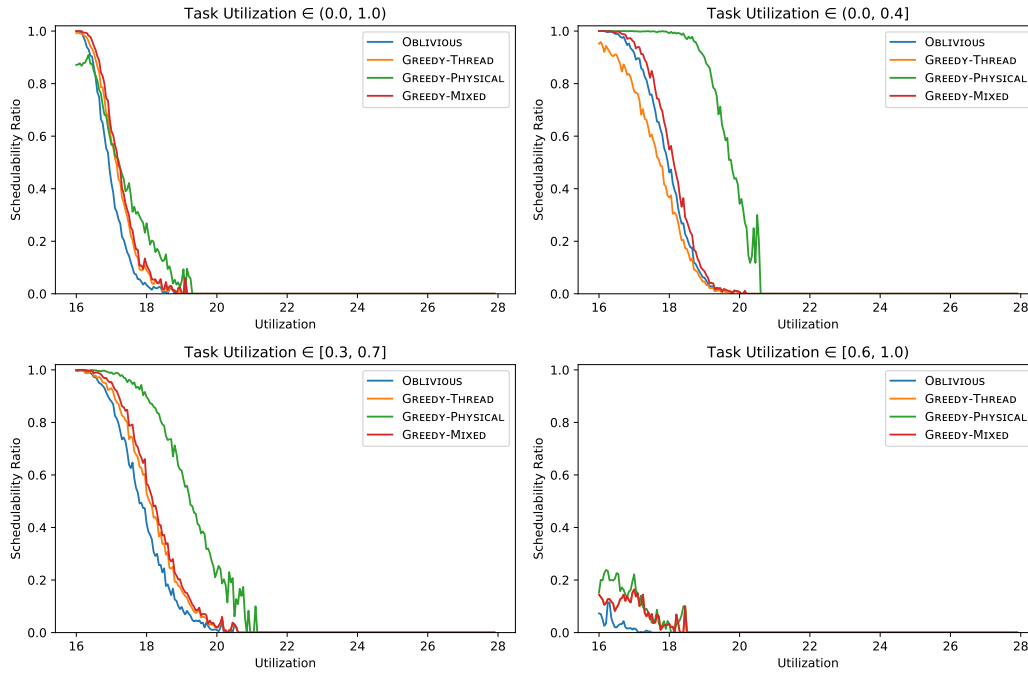 Task Utilization ∈ (0.0, 1.0)
Schedulability Ratio
1.0
0.8
0.6
0.4
0.2
0.0
16 18 20 22 24 26 28
Utilization
Oblivious
Greedy-Thread
Greedy-Physical
Greedy-Mixed
Task Utilization ∈ (0.0, 0.4]
Schedulability Ratio
1.0
0.8
0.6
0.4
0.2
0.0
16 18 20 22 24 26 28
Utilization
Oblivious
Greedy-Thread
Greedy-Physical
Greedy-Mixed
Task Utilization ∈ [0.3, 0.7]
Schedulability Ratio
1.0
0.8
0.6
0.4
0.2
0.0
16 18 20 22 24 26 28
Utilization
Oblivious
Greedy-Thread
Greedy-Physical
Greedy-Mixed
Task Utilization ∈ [0.6, 1.0)
Schedulability Ratio
1.0
0.8
0.6
0.4
0.2
0.0
16 18 20 22 24 26 28
Utilization
Oblivious
Greedy-Thread
Greedy-Physical
Greedy-Mixed